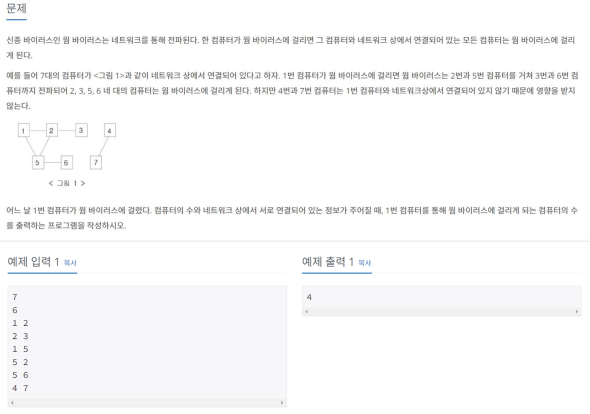 문제
신종 바이러스인 웜 바이러스는 네트워크를 통해 전파된다. 한 컴퓨터가 웜 바이러스에 걸리면 그 컴퓨터와 네트워크 상에서 연결되어 있는 모든 컴퓨터는 웜 바이러스에 걸리
게 된다.
예를 들어 7대의 컴퓨터가 <그림 1>과 같이 네트워크 상에서 연결되어 있다고 하자. 1번 컴퓨터가 웜 바이러스에 걸리면 웜 바이러스는 2번과 5번 컴퓨터를 거쳐 3번과 6번 컴
퓨터까지 전파되어 2, 3, 5, 6 네 대의 컴퓨터는 웜 바이러스에 걸리게 된다. 하지만 4번과 7번 컴퓨터는 1번 컴퓨터와 네트워크상에서 연결되어 있지 않기 때문에 영향을 받지
않는다.
1 2 3 4
5 6 7
< 그림 1 >
어느 날 1번 컴퓨터가 웜 바이러스에 걸렸다. 컴퓨터의 수와 네트워크 상에서 서로 연결되어 있는 정보가 주어질 때, 1번 컴퓨터를 통해 웜 바이러스에 걸리게 되는 컴퓨터의 수
를 출력하는 프로그램을 작성하시오.
예제 입력 1 복사
7
6
1 2
2 3
1 5
5 2
5 6
4 7
예제 출력 1 복사
4